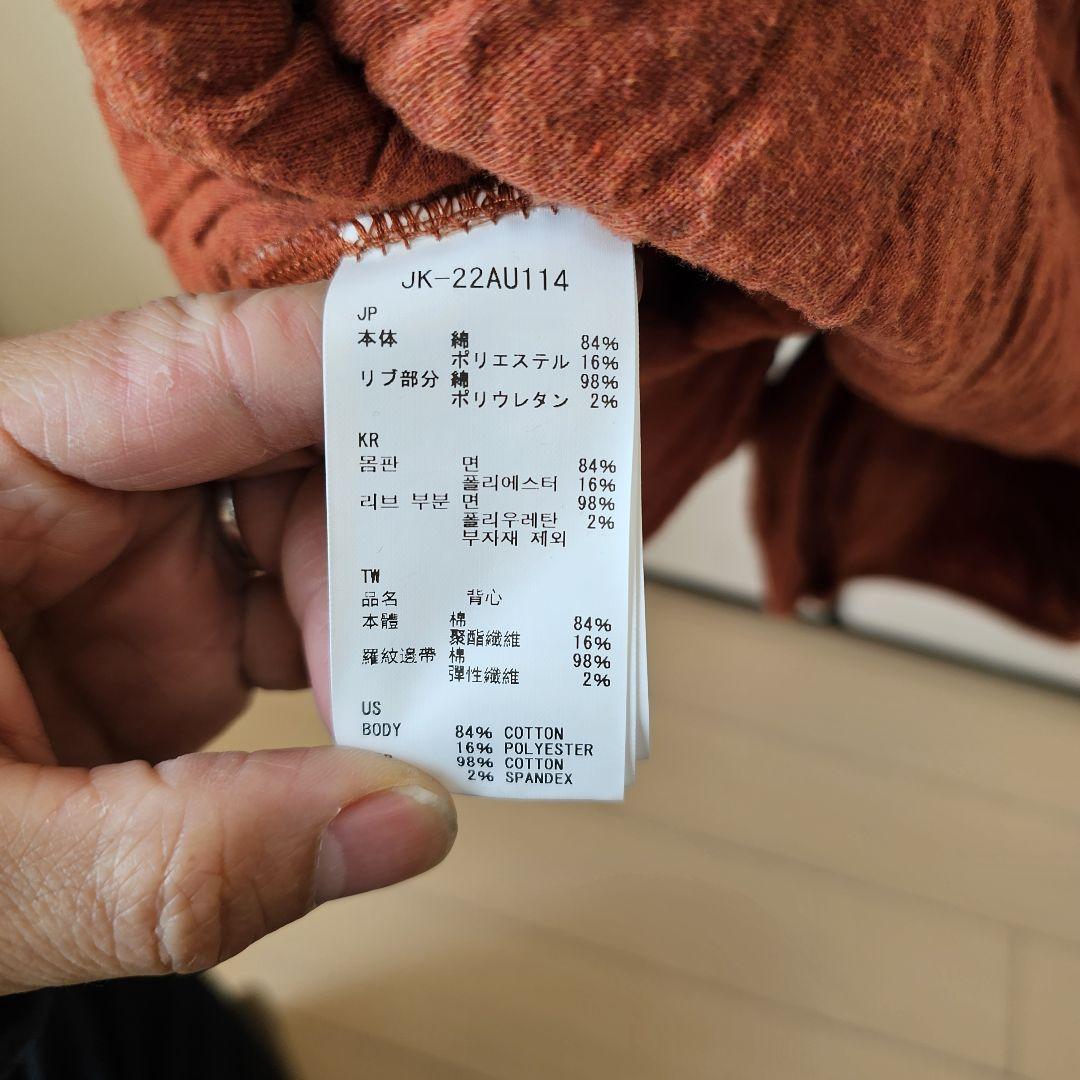 JK-22AU114
JP
本体 綿 84%
ポリエステル 16%
リブ部分 綿 98%
ポリウレタン 2%
KR
몸판 면 84%
폴리에스터 16%
리브 부분 면 98%
폴리우레탄 2%
부자재 제외
TW
品名 背心
本體 棉 84%
聚酯纖維 16%
羅紋邊帶 棉 98%
彈性纖維 2%
US
BODY 84% COTTON
16% POLYESTER
98% COTTON
2% SPANDEX